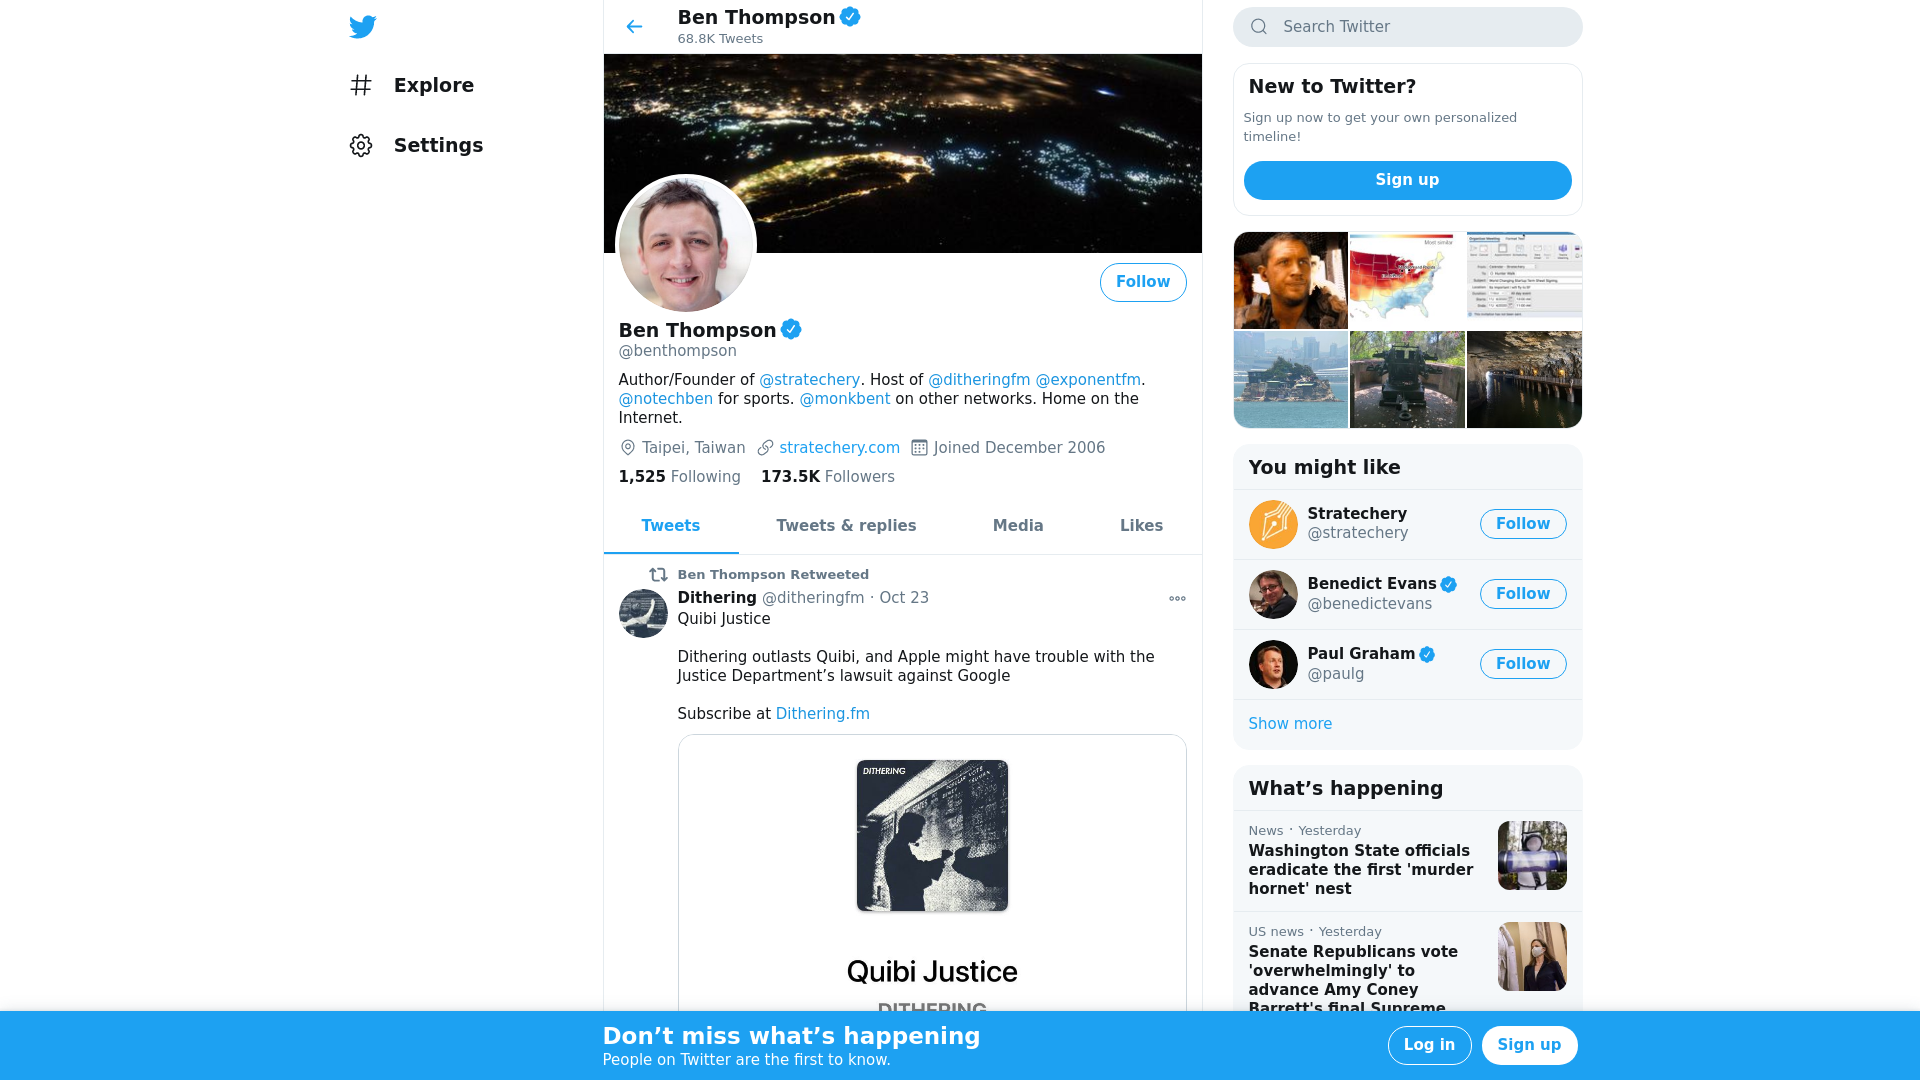 Explore
Settings
Ben Thompson
68.8K Tweets
Follow
Ben Thompson
@benthompson
Author/Founder of @stratechery. Host of @ditheringfm @exponentfm.
@notechben for sports. @monkbent on other networks. Home on the
Internet.
Taipei, Taiwan stratechery.com Joined December 2006
1,525 Following 173.5K Followers
Tweets Tweets & replies Media Likes
Ben Thompson Retweeted
Dithering @ditheringfm · Oct 23
Quibi Justice
Dithering outlasts Quibi, and Apple might have trouble with the
Justice Department’s lawsuit against Google
Subscribe at Dithering.fm
DITHERING
Quibi Justice
DITHERING
Search Twitter
New to Twitter?
Sign up now to get your own personalized
timeline!
Sign up
Most similar
You might like
Stratechery
@stratechery
Follow
Benedict Evans
@benedictevans
Follow
Paul Graham
@paulg
Follow
Show more
What’s happening
News · Yesterday
Washington State officials
eradicate the first 'murder
hornet' nest
US news · Yesterday
Senate Republicans vote
'overwhelmingly' to
advance Amy Coney
Barrett's final Supreme
Don’t miss what’s happening
People on Twitter are the first to know.
Log in
Sign up